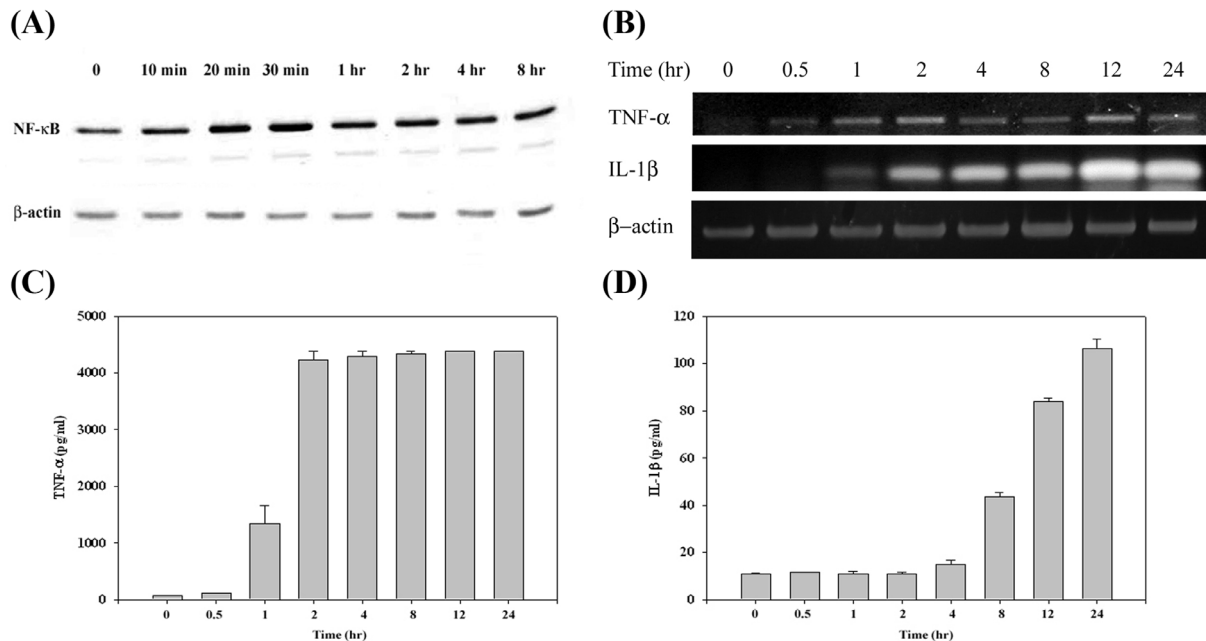 (A)
0 10 min 20 min 30 min 1 hr 2 hr 4 hr 8 hr
NF-κB
β-actin
(B)
Time (hr) 0 0.5 1 2 4 8 12 24
TNF-α
IL-1β
β–actin
(C)
5000
4000
3000
2000
1000
0
TNF-α (pg/ml)
0 0.5 1 2 4 8 12 24
Time (hr)
(D)
120
100
80
60
40
20
0
IL-1β (pg/ml)
0 0.5 1 2 4 8 12 24
Time (hr)